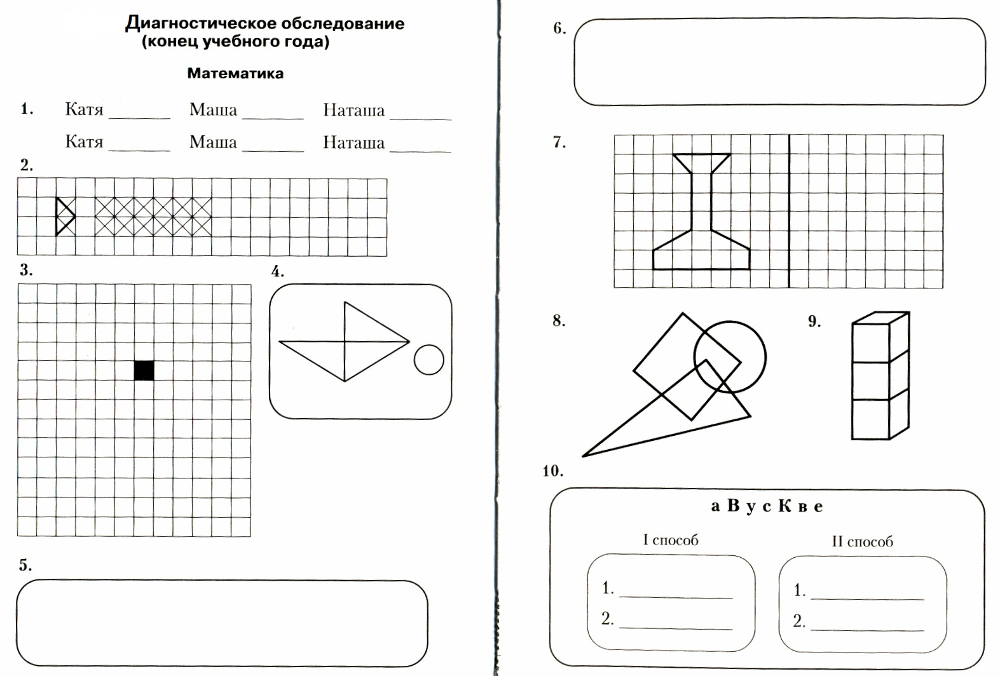 Диагностическое обследование
(конец учебного года)
Математика
1. Катя ______ Маша ______ Наташа ______
Катя ______ Маша ______ Наташа ______
2.
3.
4.
5.
6.
7.
8.
9.
10.
а В у с К в е
I способ
1. ______
2. ______
II способ
1. ______
2. ______